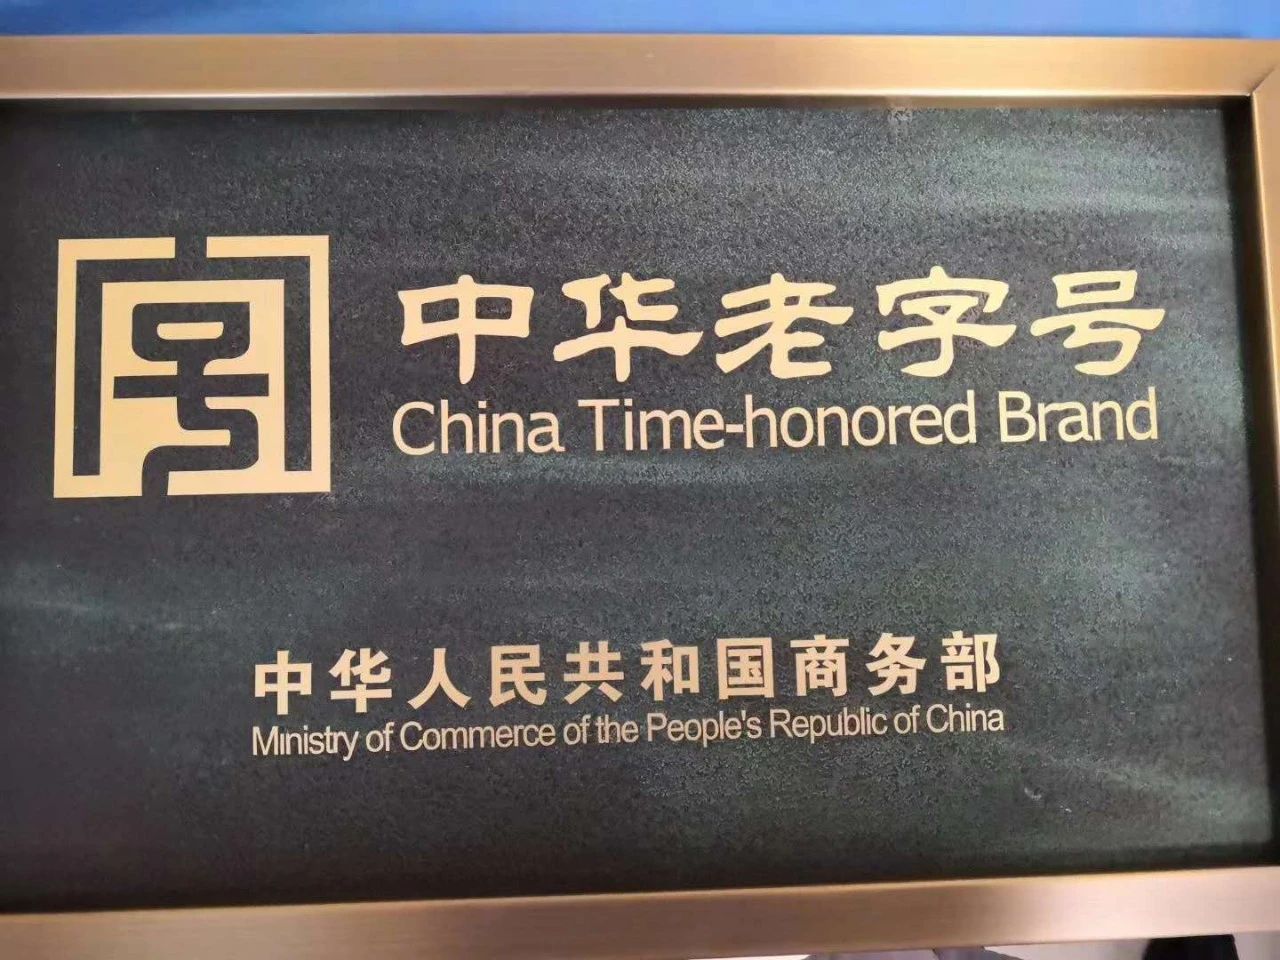 中华老字号
China Time-honored Brand
中华人民共和国商务部
Ministry of Commerce of the People's Republic of China